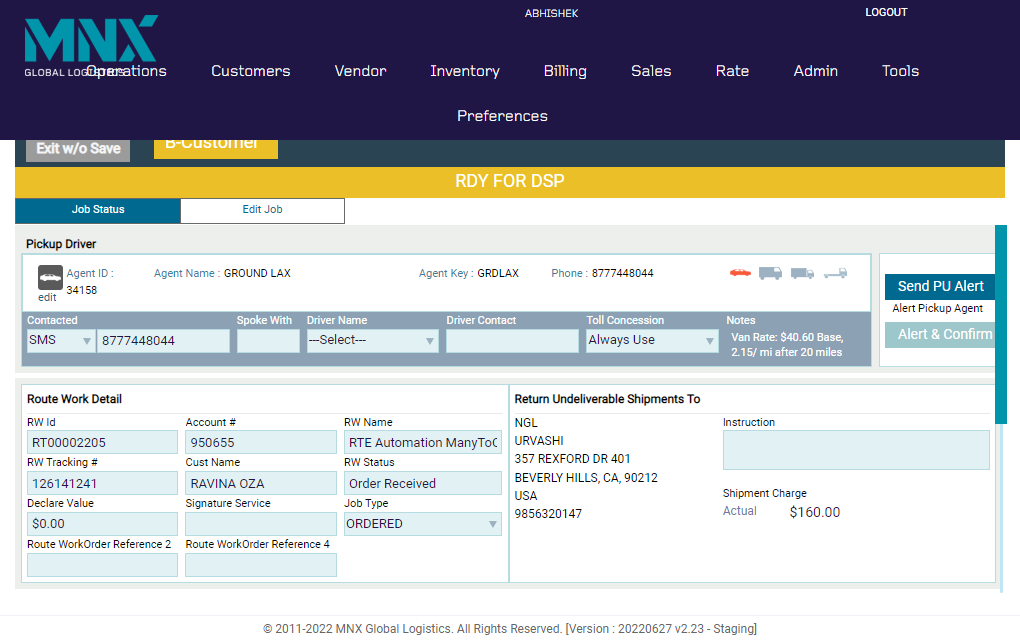 ABHISHEK
LOGOUT
MNX
GLOBAL LOGISTICS
Operations Customers Vendor Inventory Billing Sales Rate Admin Tools
Preferences
Exit w/o Save B-Customer
RDY FOR DSP
Job Status Edit Job
Pickup Driver
edit
Agent ID :
34158
Agent Name : GROUND LAX
Agent Key : GRDLAX
Phone : 8777448044
Send PU Alert
Alert Pickup Agent
Alert & Confirm
Contacted Spoke With Driver Name Driver Contact Toll Concession Notes
SMS 8777448044 ---Select--- Always Use
Van Rate: $40.60 Base,
2.15/ mi after 20 miles
Route Work Detail
RW Id Account # RW Name
RT00002205 950655 RTE Automation ManyToO
RW Tracking # Cust Name RW Status
126141241 RAVINA OZA Order Received
Declare Value Signature Service Job Type
$0.00 ORDERED
Route WorkOrder Reference 2 Route WorkOrder Reference 4
Return Undeliverable Shipments To
NGL
URVASHI
357 REXFORD DR 401
BEVERLY HILLS, CA, 90212
USA
9856320147
Instruction
Shipment Charge
Actual $160.00
© 2011-2022 MNX Global Logistics. All Rights Reserved. [Version : 20220627 v2.23 - Staging]